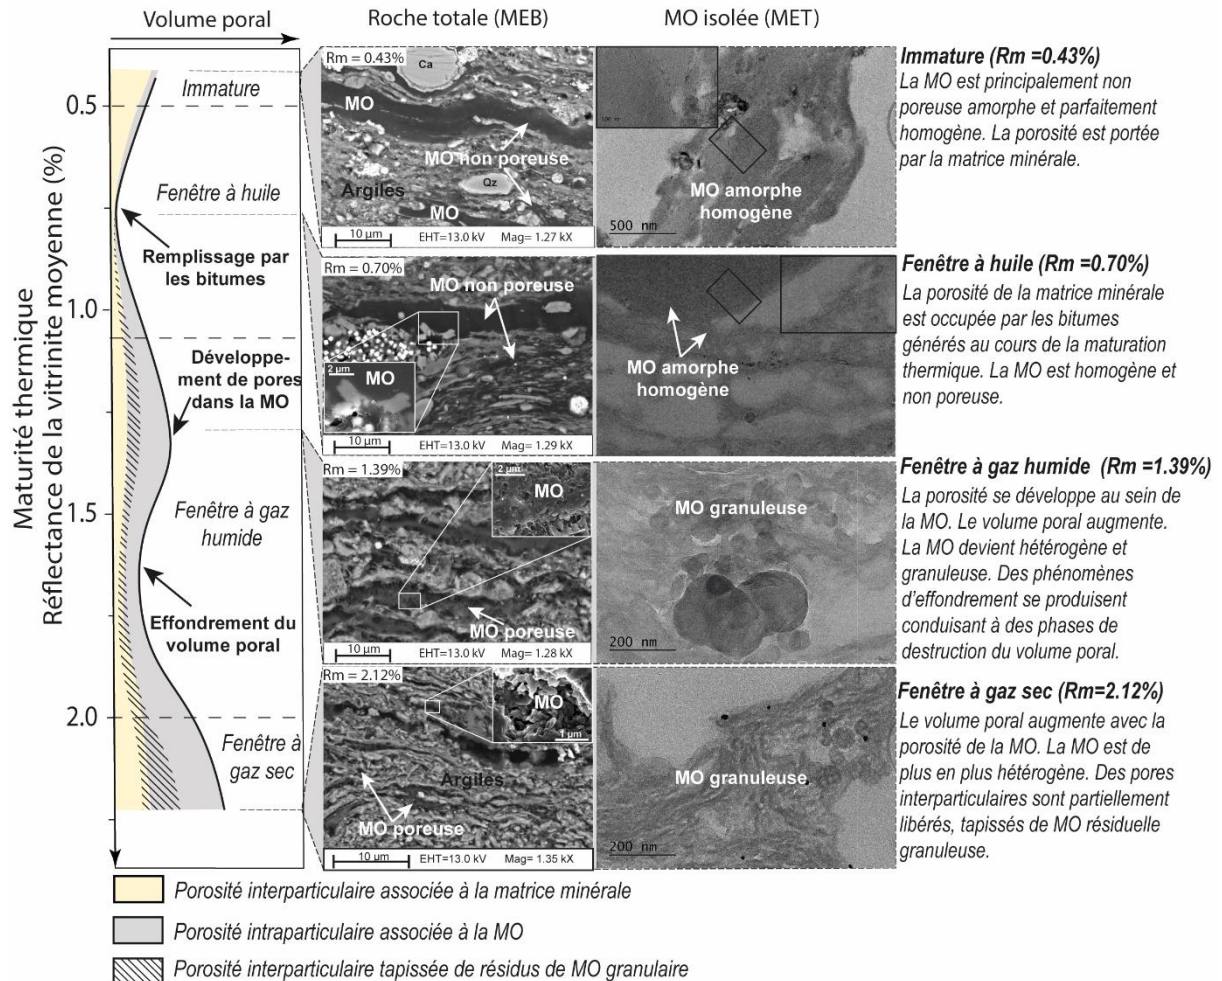 Volume poral
Roche totale (MEB)
MO isolée (MET)
Maturité thermique
Réflectance de la vitrinite moyenne (%)
0.5
1.0
1.5
2.0
Immature
Fenêtre à huile
Remplissage par
les bitumes
Développe-
ment de pores
dans la MO
Fenêtre à gaz
humide
Effondrement du
volume poral
Fenêtre à
gaz sec
Rm = 0.43%
Ca
MO
MO non poreuse
Argiles
Qz
MO
10 µm
EHT=13.0 kV
Mag= 1.27 kX
MO amorphe
homogène
500 nm
Immature (Rm =0.43%)
La MO est principalement non
poreuse amorphe et parfaitement
homogène. La porosité est portée
par la matrice minérale.
Rm = 0.70%
MO non poreuse
2 µm
MO
10 µm
EHT=13.0 kV
Mag= 1.29 kX
MO amorphe
homogène
Fenêtre à huile (Rm =0.70%)
La porosité de la matrice minérale
est occupée par les bitumes
générés au cours de la maturation
thermique. La MO est homogène et
non poreuse.
Rm = 1.39%
2µm
MO
MO poreuse
10 µm
EHT=13.0 kV
Mag= 1.28 kX
MO granuleuse
200 nm
Fenêtre à gaz humide (Rm =1.39%)
La porosité se développe au sein de
la MO. Le volume poral augmente.
La MO devient hétérogène et
granuleuse. Des phénomènes
d'effondrement se produisent
conduisant à des phases de
destruction du volume poral.
Rm = 2.12%
MO
1 µm
Argiles
MO poreuse
10 µm
EHT=13.0 kV
Mag= 1.35 kX
MO granuleuse
200 nm
Fenêtre à gaz sec (Rm=2.12%)
Le volume poral augmente avec la
porosité de la MO. La MO est de
plus en plus hétérogène. Des pores
interparticulaires sont partiellement
libérés, tapissés de MO résiduelle
granuleuse.
Porosité interparticulaire associée à la matrice minérale
Porosité intraparticulaire associée à la MO
Porosité interparticulaire tapissée de résidus de MO granulaire